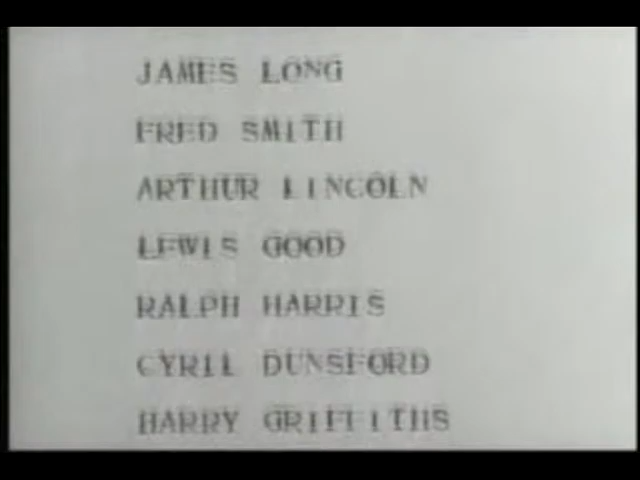 JAMES LONG
FRED SMITH
ARTHUR LINCOLN
LEWIS GOOD
RALPH HARRIS
CYRIL DUNSFORD
HARRY GRIFFITHS